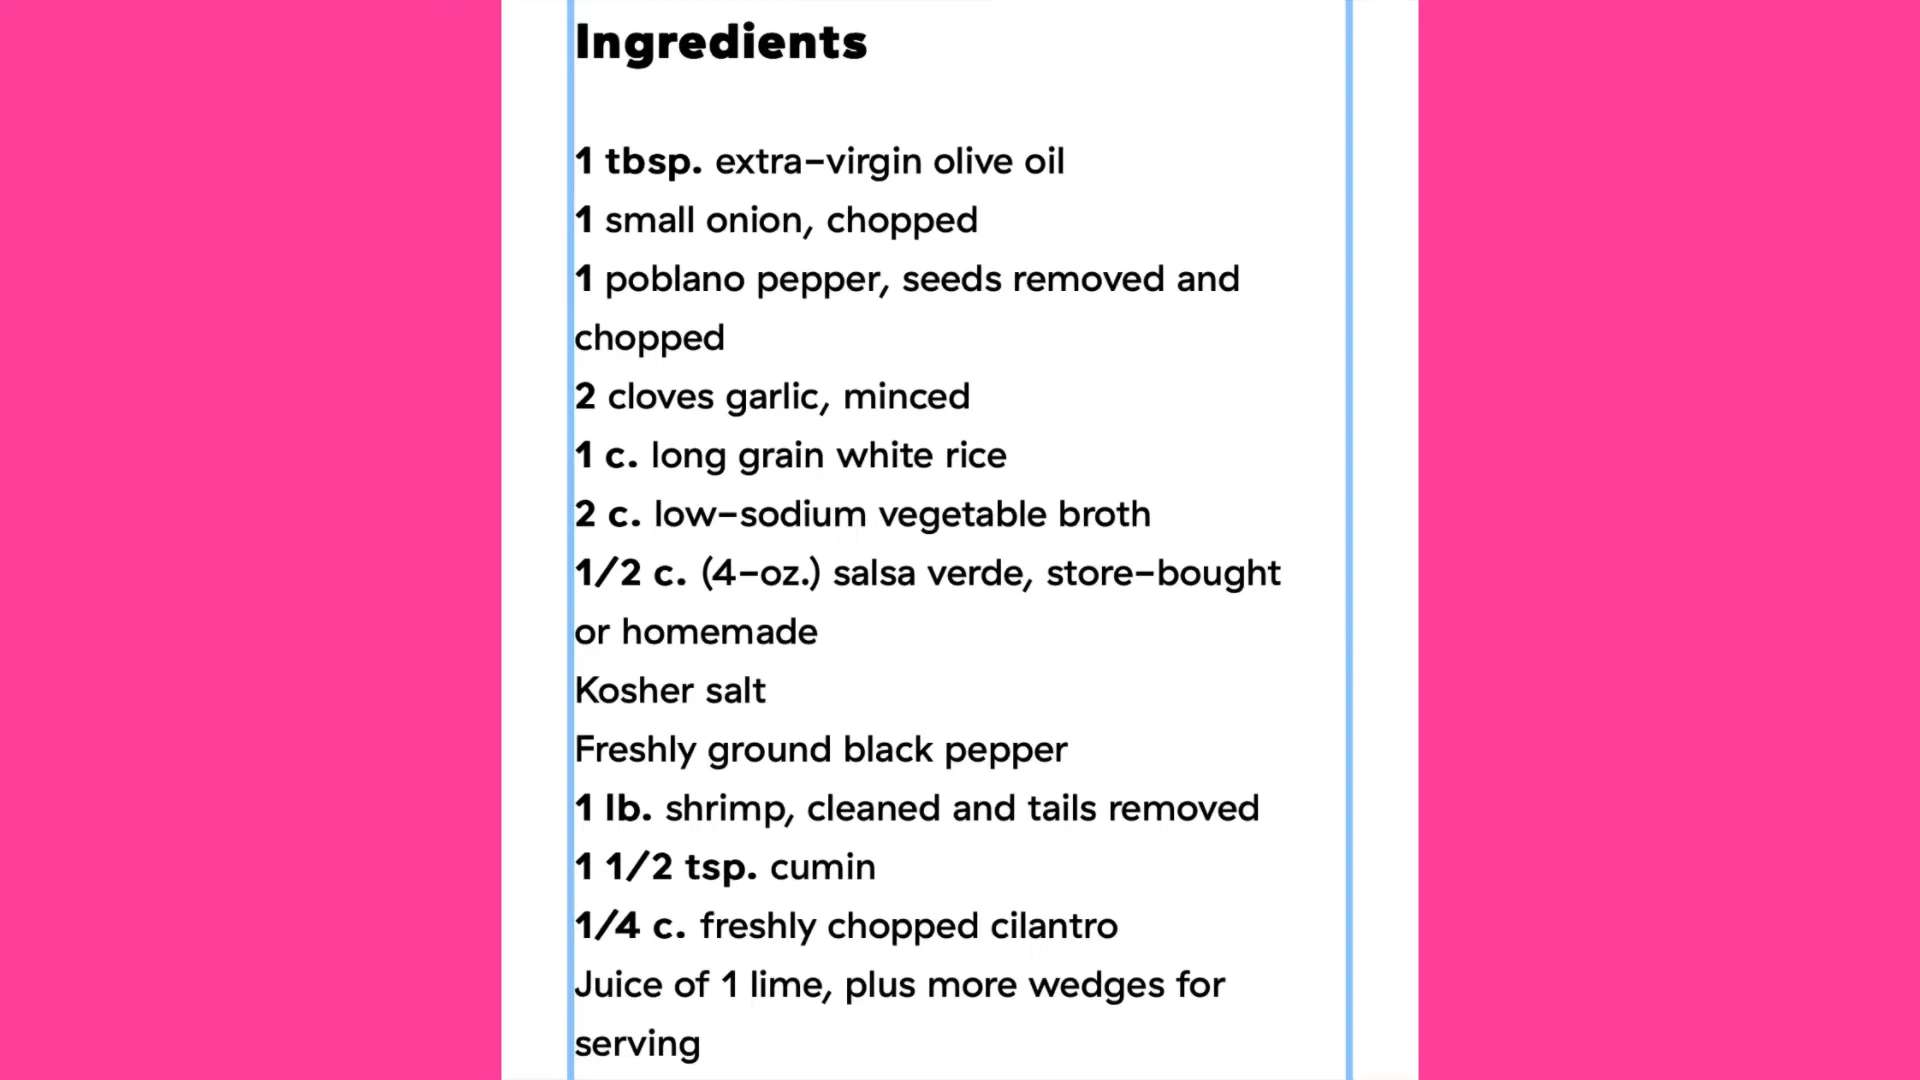 Ingredients
1 tbsp. extra-virgin olive oil
1 small onion, chopped
1 poblano pepper, seeds removed and
chopped
2 cloves garlic, minced
1 c. long grain white rice
2 c. low-sodium vegetable broth
1/2 c. (4-oz.) salsa verde, store-bought
or homemade
Kosher salt
Freshly ground black pepper
1 lb. shrimp, cleaned and tails removed
1 1/2 tsp. cumin
1/4 c. freshly chopped cilantro
Juice of 1 lime, plus more wedges for
serving